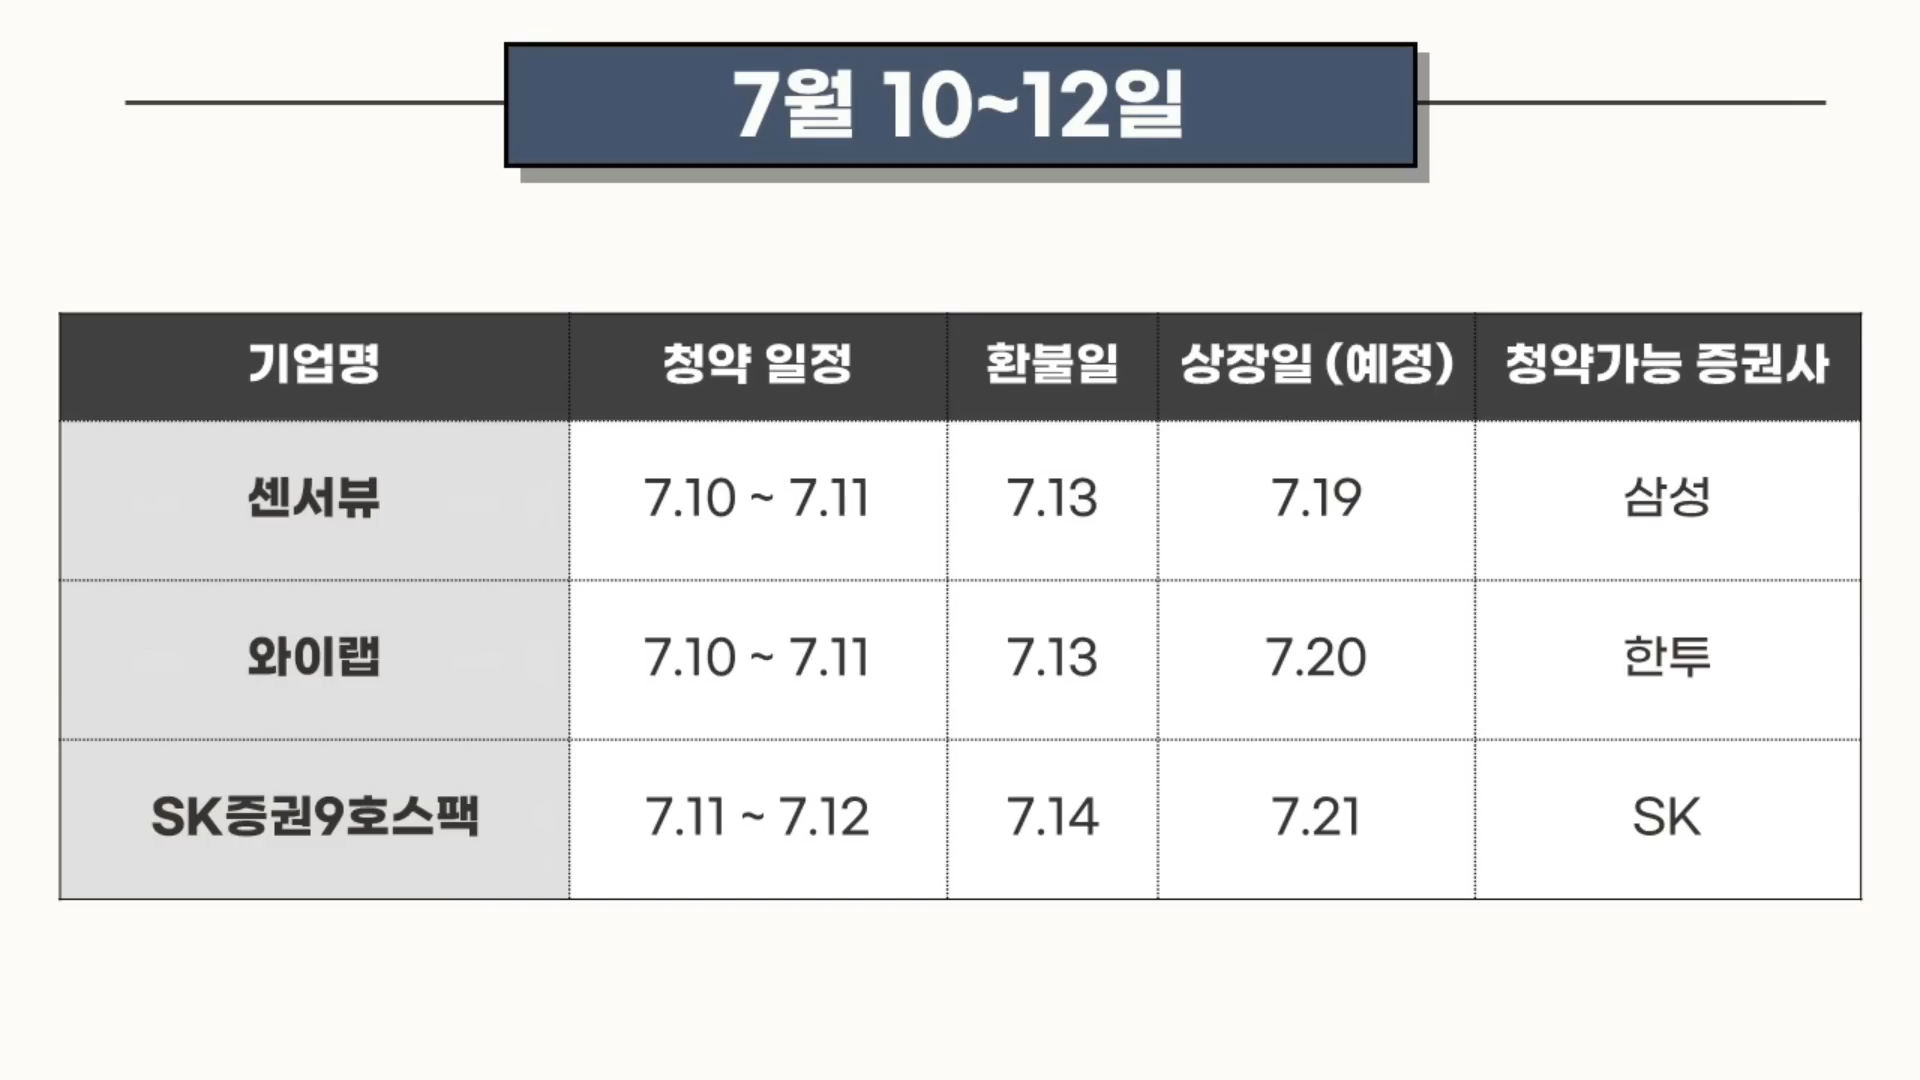 7월 10~12일
기업명 청약 일정 환불일 상장일 (예정) 청약가능 증권사
센서뷰 7.10 ~ 7.11 7.13 7.19 삼성
와이랩 7.10 ~ 7.11 7.13 7.20 한투
SK증권9호스팩 7.11 ~ 7.12 7.14 7.21 SK